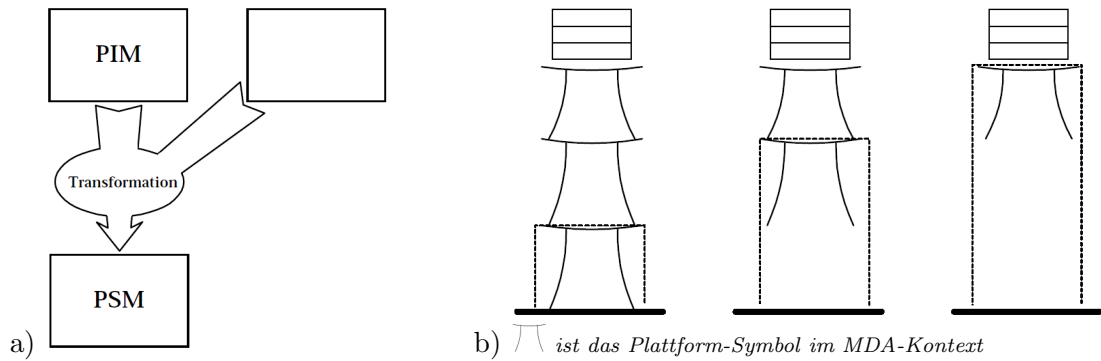 PIM
Transformation
PSM
a)
b) ist das Plattform-Symbol im MDA-Kontext